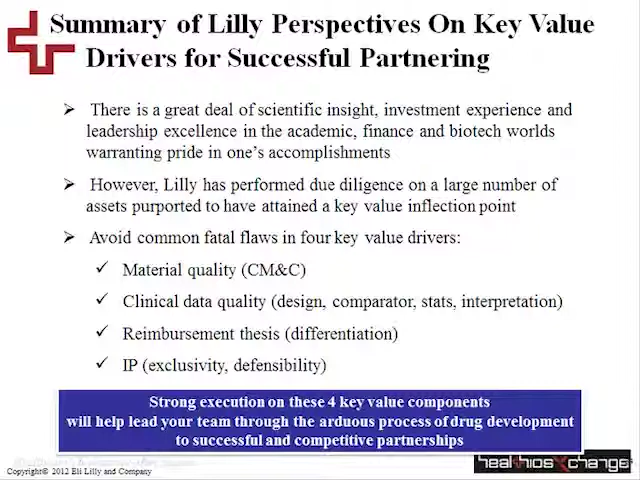 Summary of Lilly Perspectives On Key Value
Drivers for Successful Partnering
There is a great deal of scientific insight, investment experience and
leadership excellence in the academic, finance and biotech worlds
warranting pride in one's accomplishments
However, Lilly has performed due diligence on a large number of
assets purported to have attained a key value inflection point
Avoid common fatal flaws in four key value drivers:
Material quality (CM&C)
Clinical data quality (design, comparator, stats, interpretation)
Reimbursement thesis (differentiation)
IP (exclusivity, defensibility)
Strong execution on these 4 key value components
will help lead your team through the arduous process of drug development
to successful and competitive partnerships
Copyright® 2012 Eli Lilly and Company
HealthiosXchange